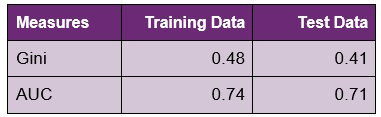 Measures Training Data Test Data
Gini 0.48 0.41
AUC 0.74 0.71